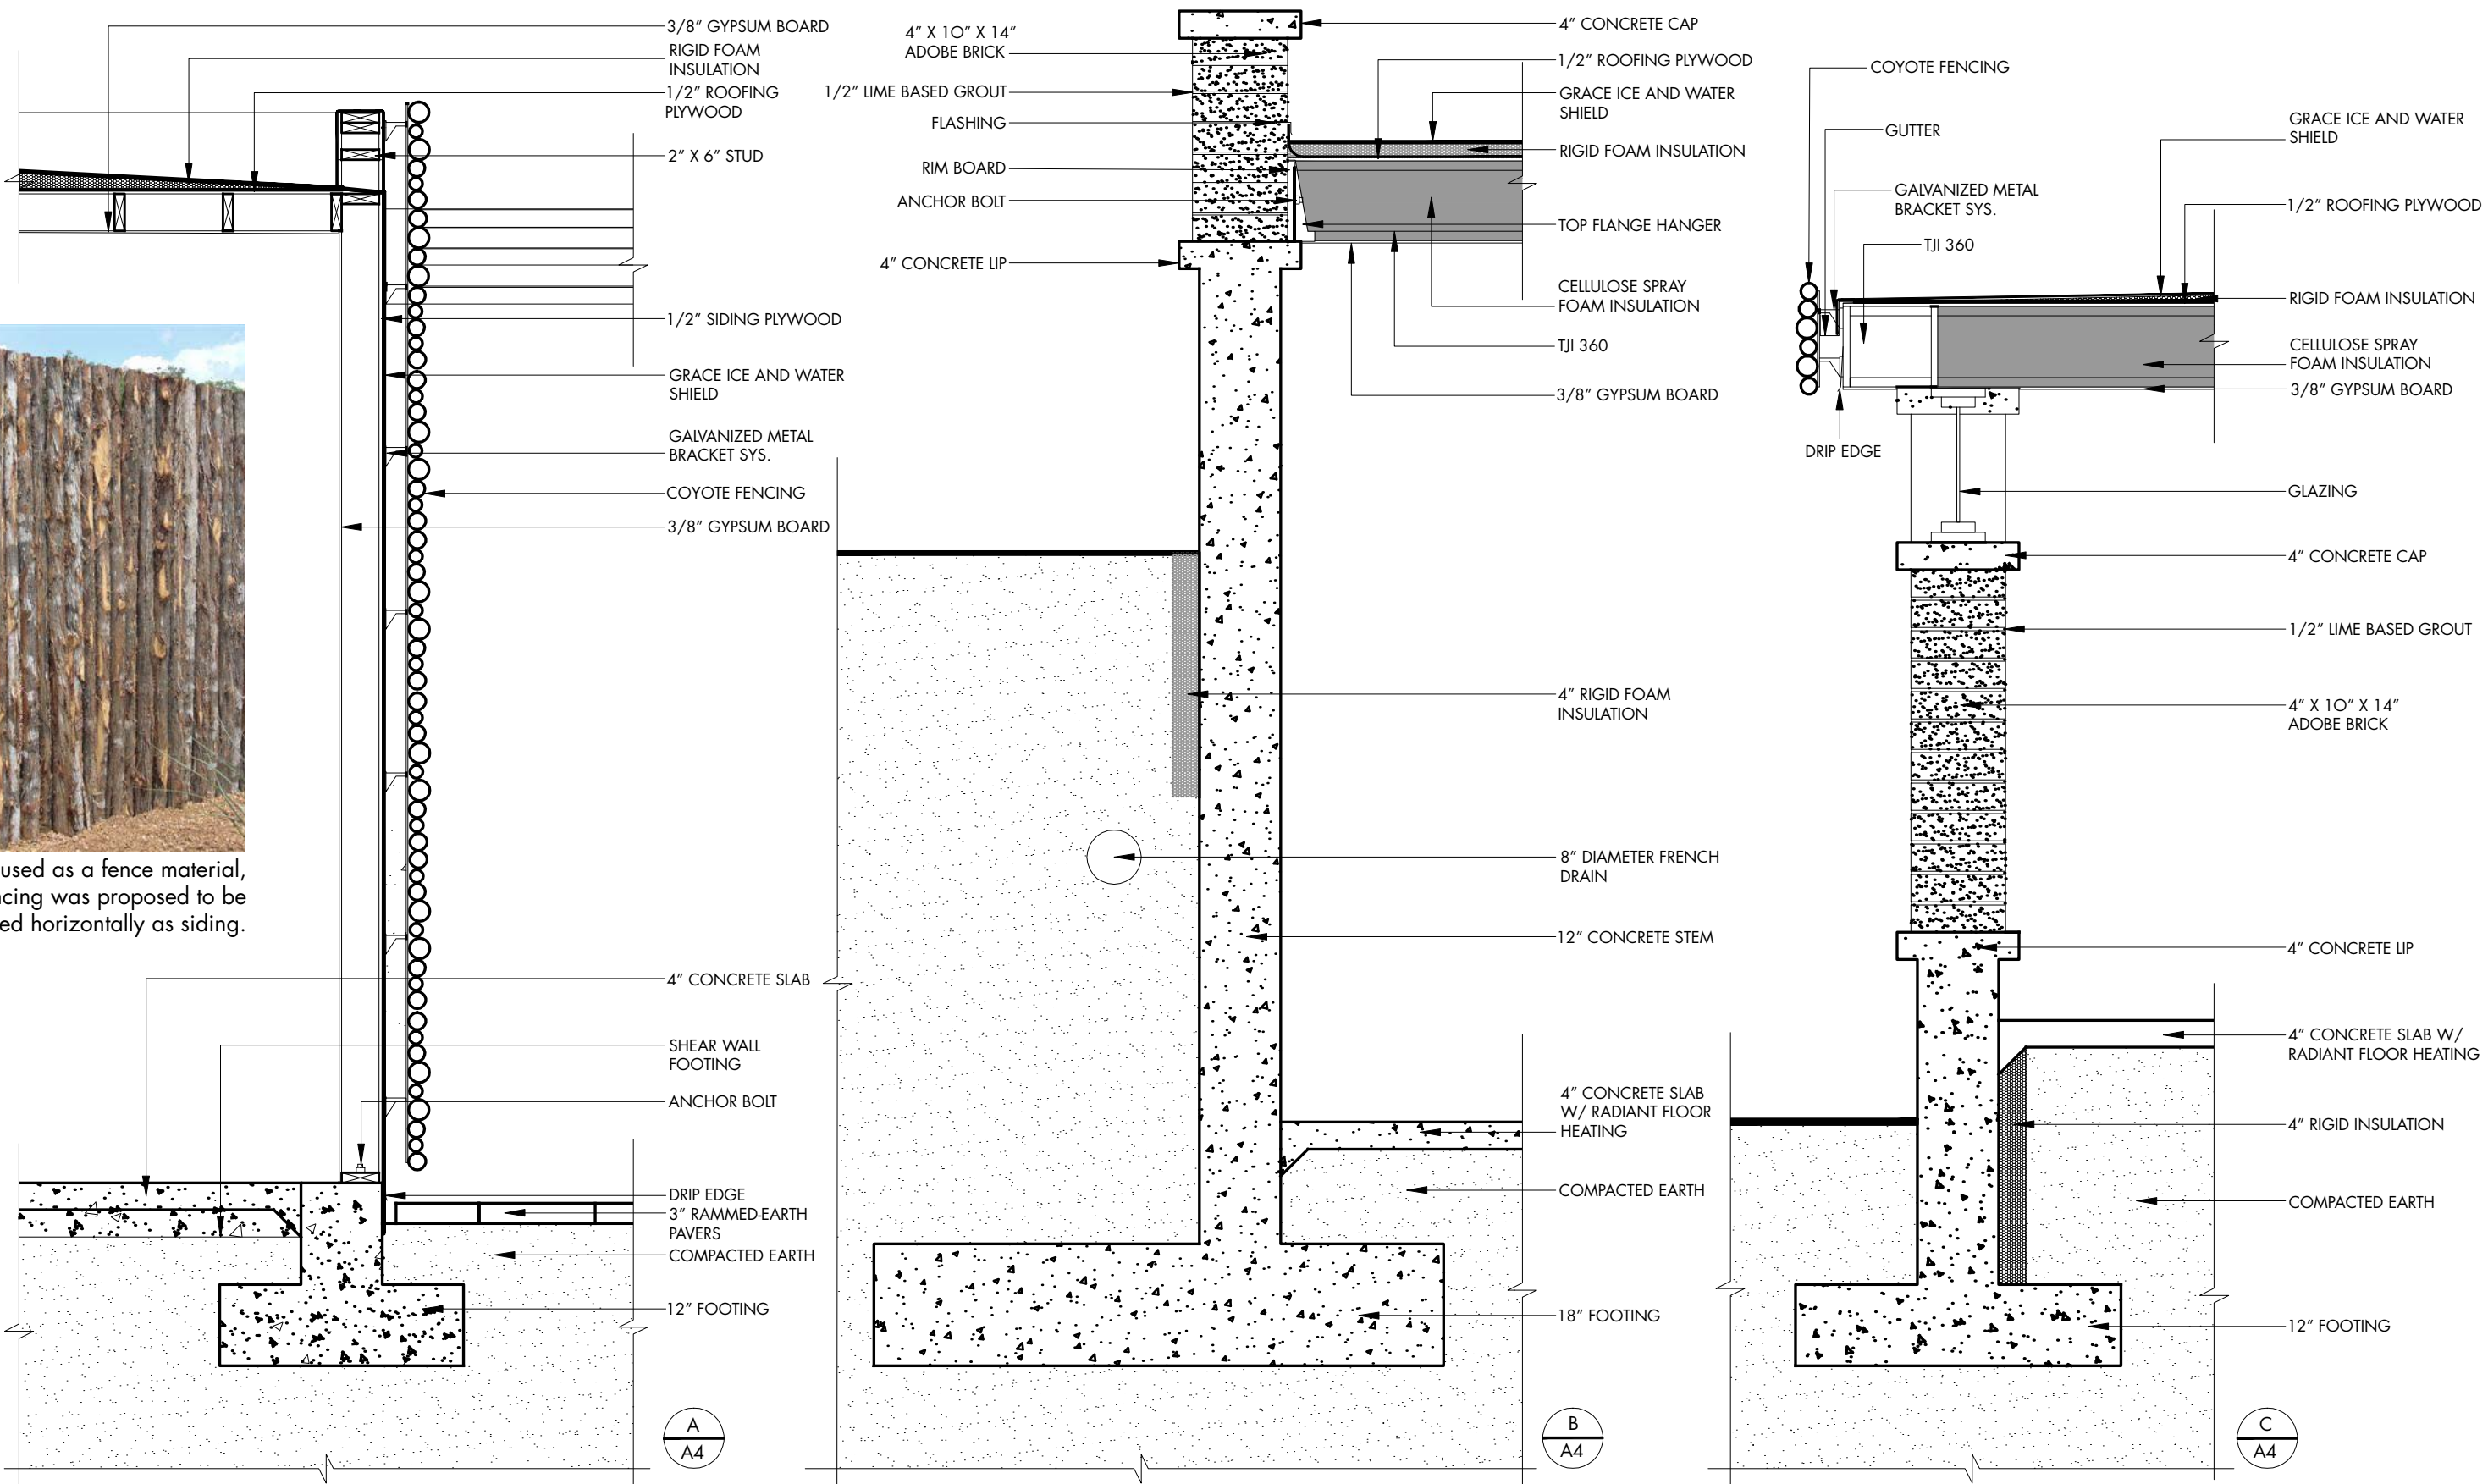 3/8" GYPSUM BOARD
RIGID FOAM
INSULATION
1/2" ROOFING
PLYWOOD
2" X 6" STUD
1/2" SIDING PLYWOOD
GRACE ICE AND WATER
SHIELD
GALVANIZED METAL
BRACKET SYS.
COYOTE FENCING
3/8" GYPSUM BOARD
used as a fence material,
was proposed to be
horizontally as siding.
4" CONCRETE SLAB
SHEAR WALL
FOOTING
ANCHOR BOLT
DRIP EDGE
3" RAMMED-EARTH
PAVERS
COMPACTED EARTH
12" FOOTING
A
A4
4" X 10" X 14"
ADOBE BRICK
1/2" LIME BASED GROUT
FLASHING
RIM BOARD
ANCHOR BOLT
4" CONCRETE LIP
4" CONCRETE CAP
1/2" ROOFING PLYWOOD
GRACE ICE AND WATER
SHIELD
RIGID FOAM INSULATION
TOP FLANGE HANGER
CELLULOSE SPRAY
FOAM INSULATION
TJI 360
3/8" GYPSUM BOARD
4" RIGID FOAM
INSULATION
8" DIAMETER FRENCH
DRAIN
12" CONCRETE STEM
4" CONCRETE SLAB
W/ RADIANT FLOOR
HEATING
COMPACTED EARTH
18" FOOTING
B
A4
COYOTE FENCING
GUTTER
GALVANIZED METAL
BRACKET SYS.
TJI 360
DRIP EDGE
GRACE ICE AND WATER
SHIELD
1/2" ROOFING PLYWOOD
RIGID FOAM INSULATION
CELLULOSE SPRAY
FOAM INSULATION
3/8" GYPSUM BOARD
GLAZING
4" CONCRETE CAP
1/2" LIME BASED GROUT
4" X 10" X 14"
ADOBE BRICK
4" CONCRETE LIP
4" CONCRETE SLAB W/
RADIANT FLOOR HEATING
4" RIGID INSULATION
COMPACTED EARTH
12" FOOTING
C
A4